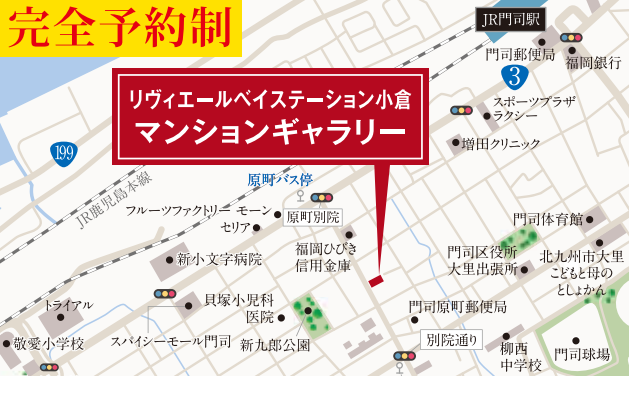 完全予約制
JR門司駅
門司郵便局
福岡銀行
3
リヴィエールベイステーション小倉
マンションギャラリー
スポーツプラザ
ラクシー
増田クリニック
199
JR鹿児島本線
原町バス停
フルーツファクトリー モーン
セリア
原町別院
門司体育館
新小文字病院
福岡ひびき
信用金庫
門司区役所
大里出張所
北九州市大里
こどもと母の
としょかん
トライアル
貝塚小児科
医院
門司原町郵便局
敬愛小学校
スパイシーモール門司
新九郎公園
別院通り
柳西
中学校
門司球場